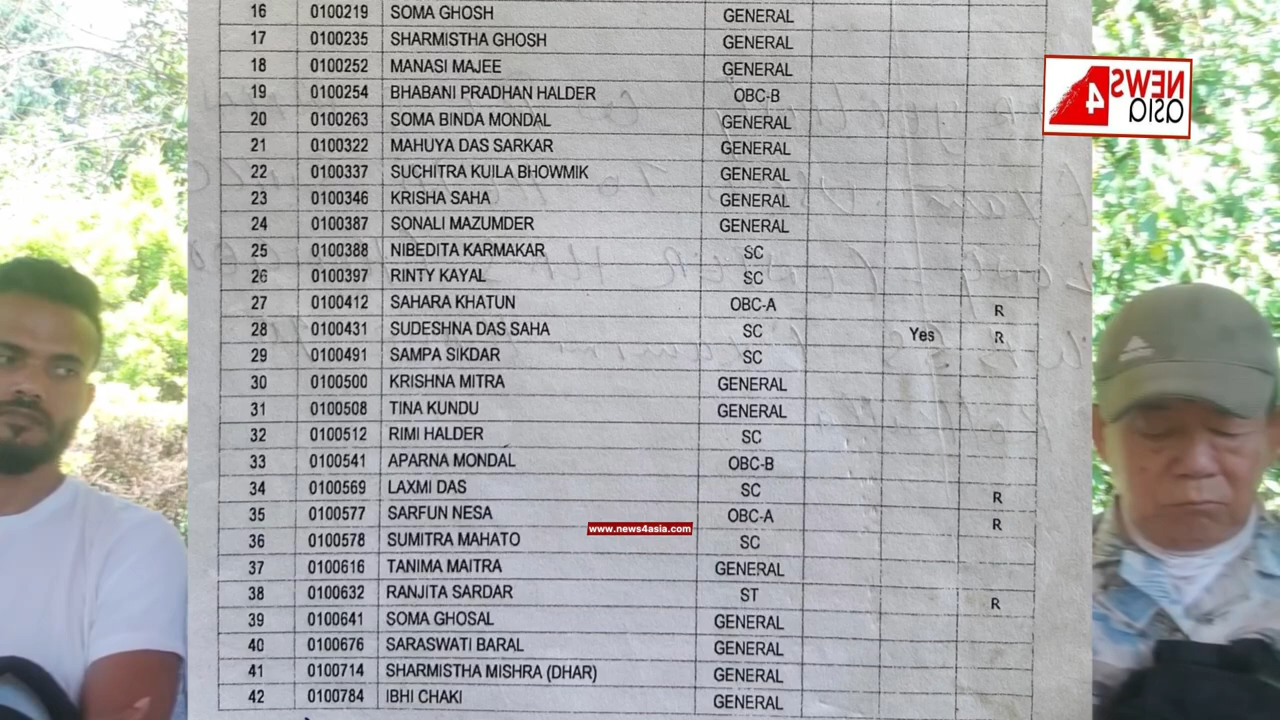 16 0100219 SOMA GHOSH GENERAL
17 0100235 SHARMISTHA GHOSH GENERAL
18 0100252 MANASI MAJEE GENERAL
19 0100254 BHABANI PRADHAN HALDER OBC-B
20 0100263 SOMA BINDA MONDAL GENERAL
21 0100322 MAHUYA DAS SARKAR GENERAL
22 0100337 SUCHITRA KUILA BHOWMIK GENERAL
23 0100346 KRISHA SAHA GENERAL
24 0100387 SONALI MAZUMDER GENERAL
25 0100388 NIBEDITA KARMAKAR SC
26 0100397 RINTY KAYAL SC
27 0100412 SAHARA KHATUN OBC-A R
28 0100431 SUDESHNA DAS SAHA SC Yes R
29 0100491 SAMPA SIKDAR SC
30 0100500 KRISHNA MITRA GENERAL
31 0100508 TINA KUNDU GENERAL
32 0100512 RIMI HALDER SC
33 0100541 APARNA MONDAL OBC-B
34 0100569 LAXMI DAS SC R
35 0100577 SARFUN NESA OBC-A R
36 0100578 SUMITRA MAHATO SC
37 0100616 TANIMA MAITRA GENERAL
38 0100632 RANJITA SARDAR ST R
39 0100641 SOMA GHOSAL GENERAL
40 0100676 SARASWATI BARAL GENERAL
41 0100714 SHARMISTHA MISHRA (DHAR) GENERAL
42 0100784 IBHI CHAKI GENERAL
NEWS
4
asia
www.news4asia.com